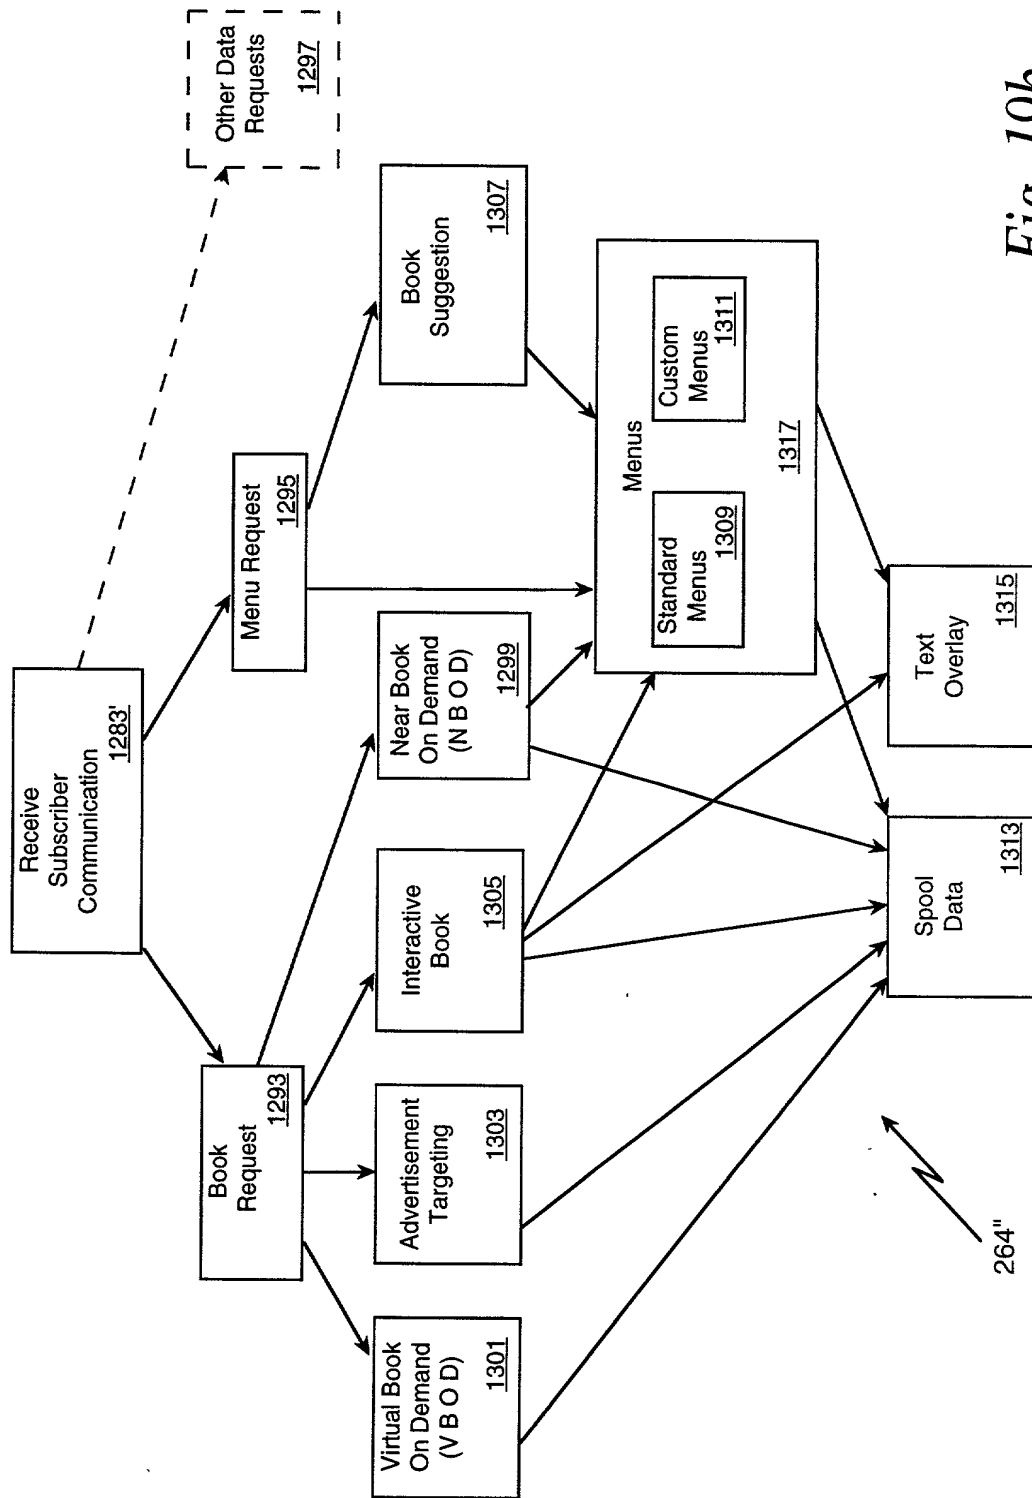 Receive
Subscriber
Communication
1283'
Other Data
Requests
1297
Book
Request
1293
Menu Request
1295
Virtual Book
On Demand
(V B O D)
1301
Advertisement
Targeting
1303
Interactive
Book
1305
Near Book
On Demand
(N B O D)
1299
Book
Suggestion
1307
Menus
Standard
Menus
1309
Custom
Menus
1311
1317
Spool
Data
1313
Text
Overlay
1315
264"
Fig. 19b